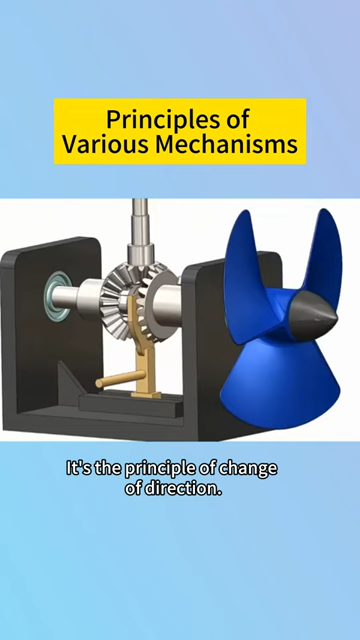 Principles of
Various Mechanisms
It's the principle of change
of direction.